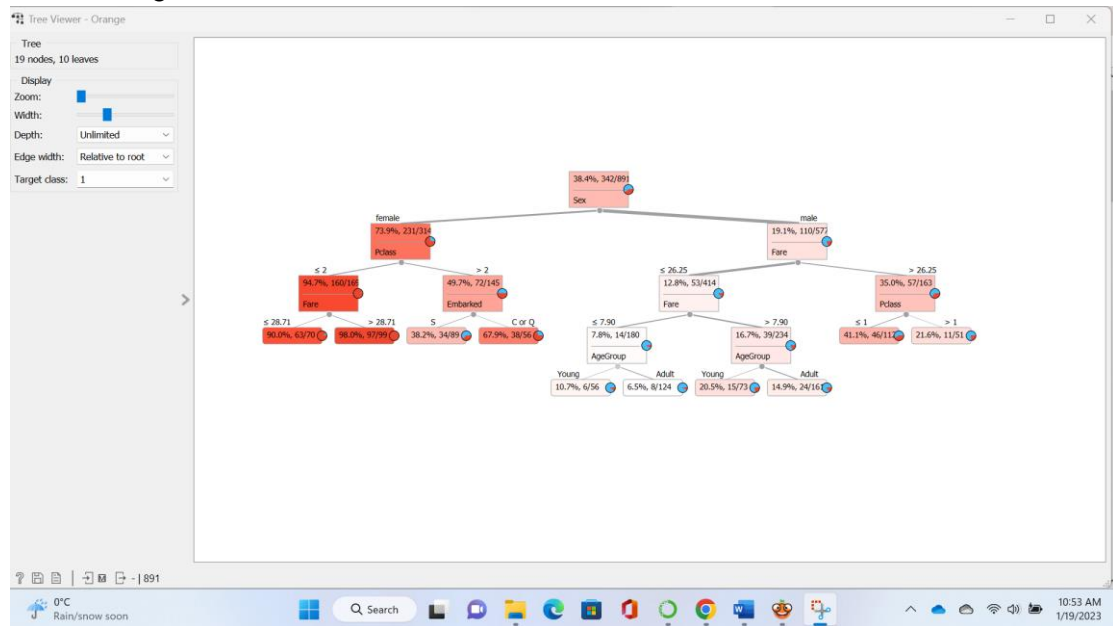 Tree Viewer - Orange
Tree
19 nodes, 10 leaves
Display
Zoom:
Width:
Depth: Unlimited
Edge width: Relative to root
Target class: 1
38.4%, 342/891
Sex
female
male
73.9%, 231/314
Pclass
19.1%, 110/577
Fare
≤ 2
> 2
≤ 26.25
> 26.25
94.7%, 160/169
Fare
49.7%, 72/145
Embarked
12.8%, 53/414
Fare
35.0%, 57/163
Pclass
≤ 28.71
> 28.71
S
C or Q
≤ 7.90
> 7.90
≤ 1
> 1
90.0%, 63/70
98.0%, 97/99
38.2%, 34/89
67.9%, 38/56
7.8%, 14/180
AgeGroup
16.7%, 39/234
AgeGroup
41.1%, 46/112
21.6%, 11/51
Young
Adult
Young
Adult
10.7%, 6/56
6.5%, 8/124
20.5%, 15/73
14.9%, 24/161
- | 891
0°C
Rain/snow soon
Search
10:53 AM
1/19/2023